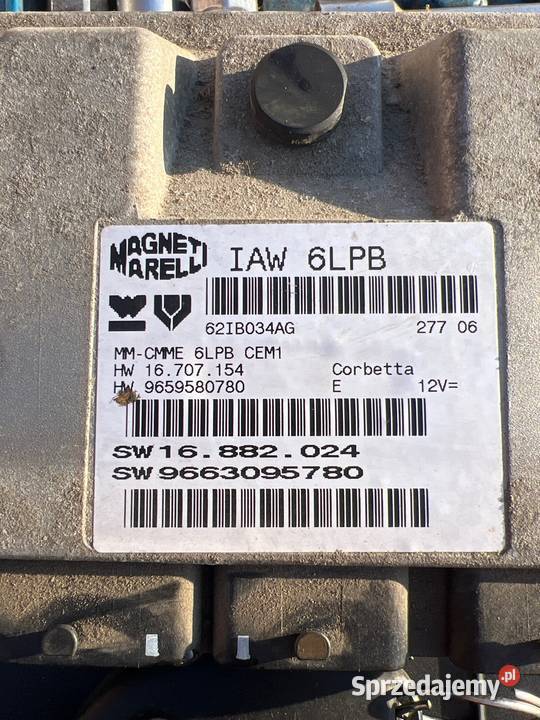 MAGNETI
MARELLI
IAW 6LPB
62IB034AG 277 06
MM-CMME 6LPB CEM1
HW 16.707.154 Corbetta
HW 9659580780 E 12V=
SW 16.882.024
SW 9663095780
Sprzedajemy.pl